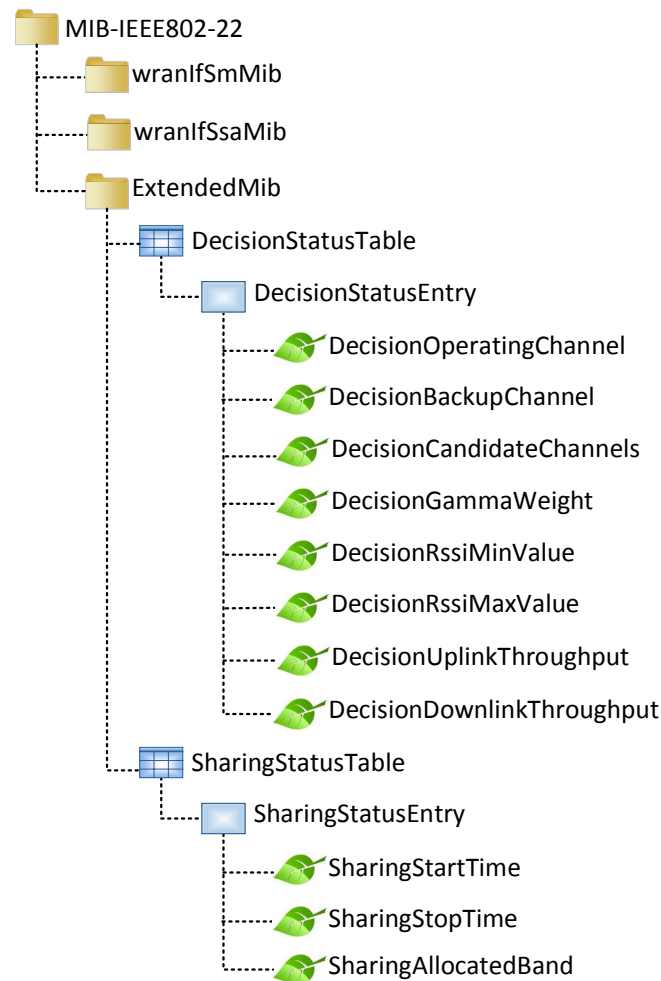 MIB-IEEE802-22
wranIfSmMib
wranIfSsaMib
ExtendedMib
DecisionStatusTable
DecisionStatusEntry
DecisionOperatingChannel
DecisionBackupChannel
DecisionCandidateChannels
DecisionGammaWeight
DecisionRssiMinValue
DecisionRssiMaxValue
DecisionUplinkThroughput
DecisionDownlinkThroughput
SharingStatusTable
SharingStatusEntry
SharingStartTime
SharingStopTime
SharingAllocatedBand